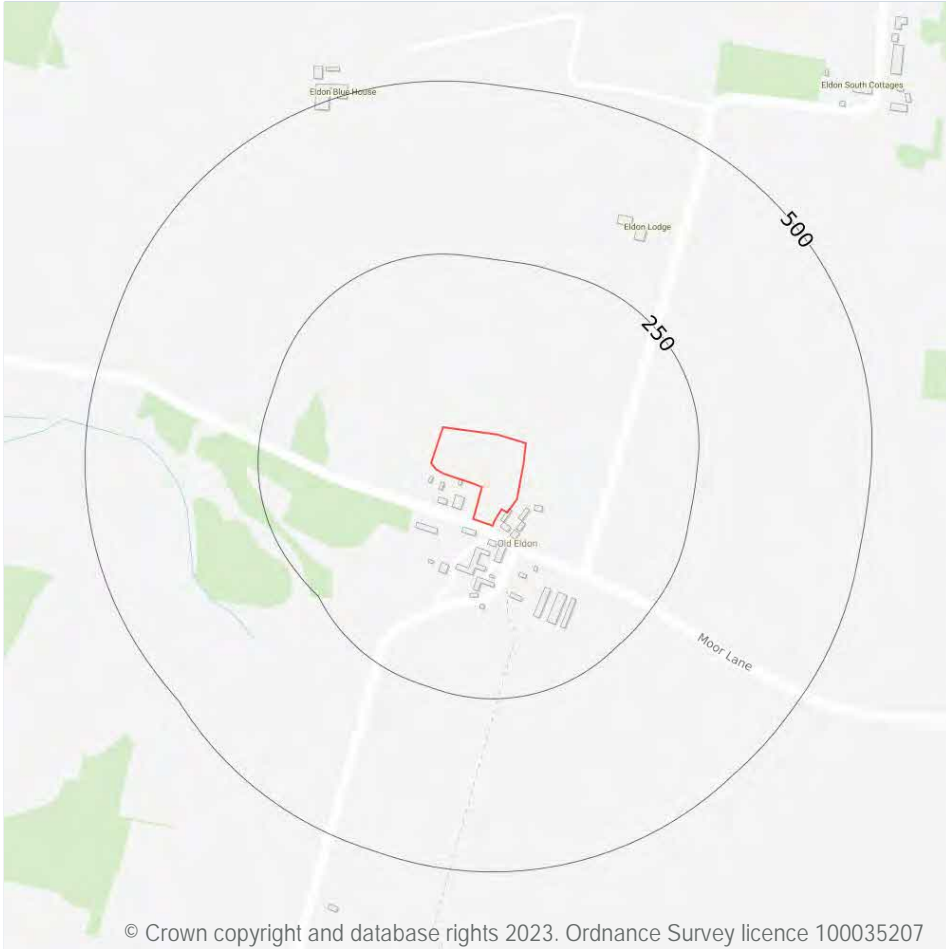 Eldon Blue House
Eldon South Cottages
500
Eldon Lodge
250
Old Eldon
Moor Lane
© Crown copyright and database rights 2023. Ordnance Survey licence 100035207